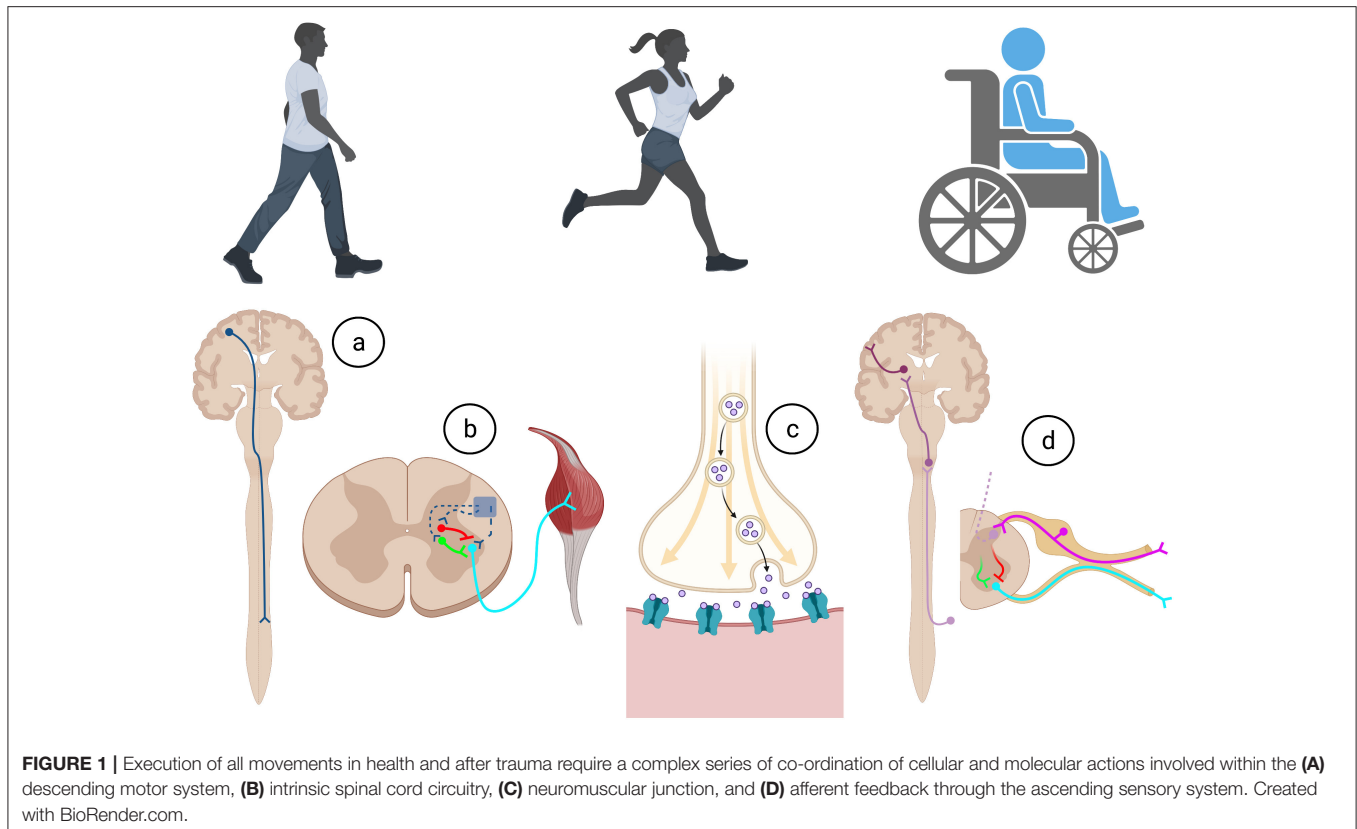 a
b
c
d
FIGURE 1 | Execution of all movements in health and after trauma require a complex series of co-ordination of cellular and molecular actions involved within the (A)
descending motor system, (B) intrinsic spinal cord circuitry, (C) neuromuscular junction, and (D) afferent feedback through the ascending sensory system. Created
with BioRender.com.